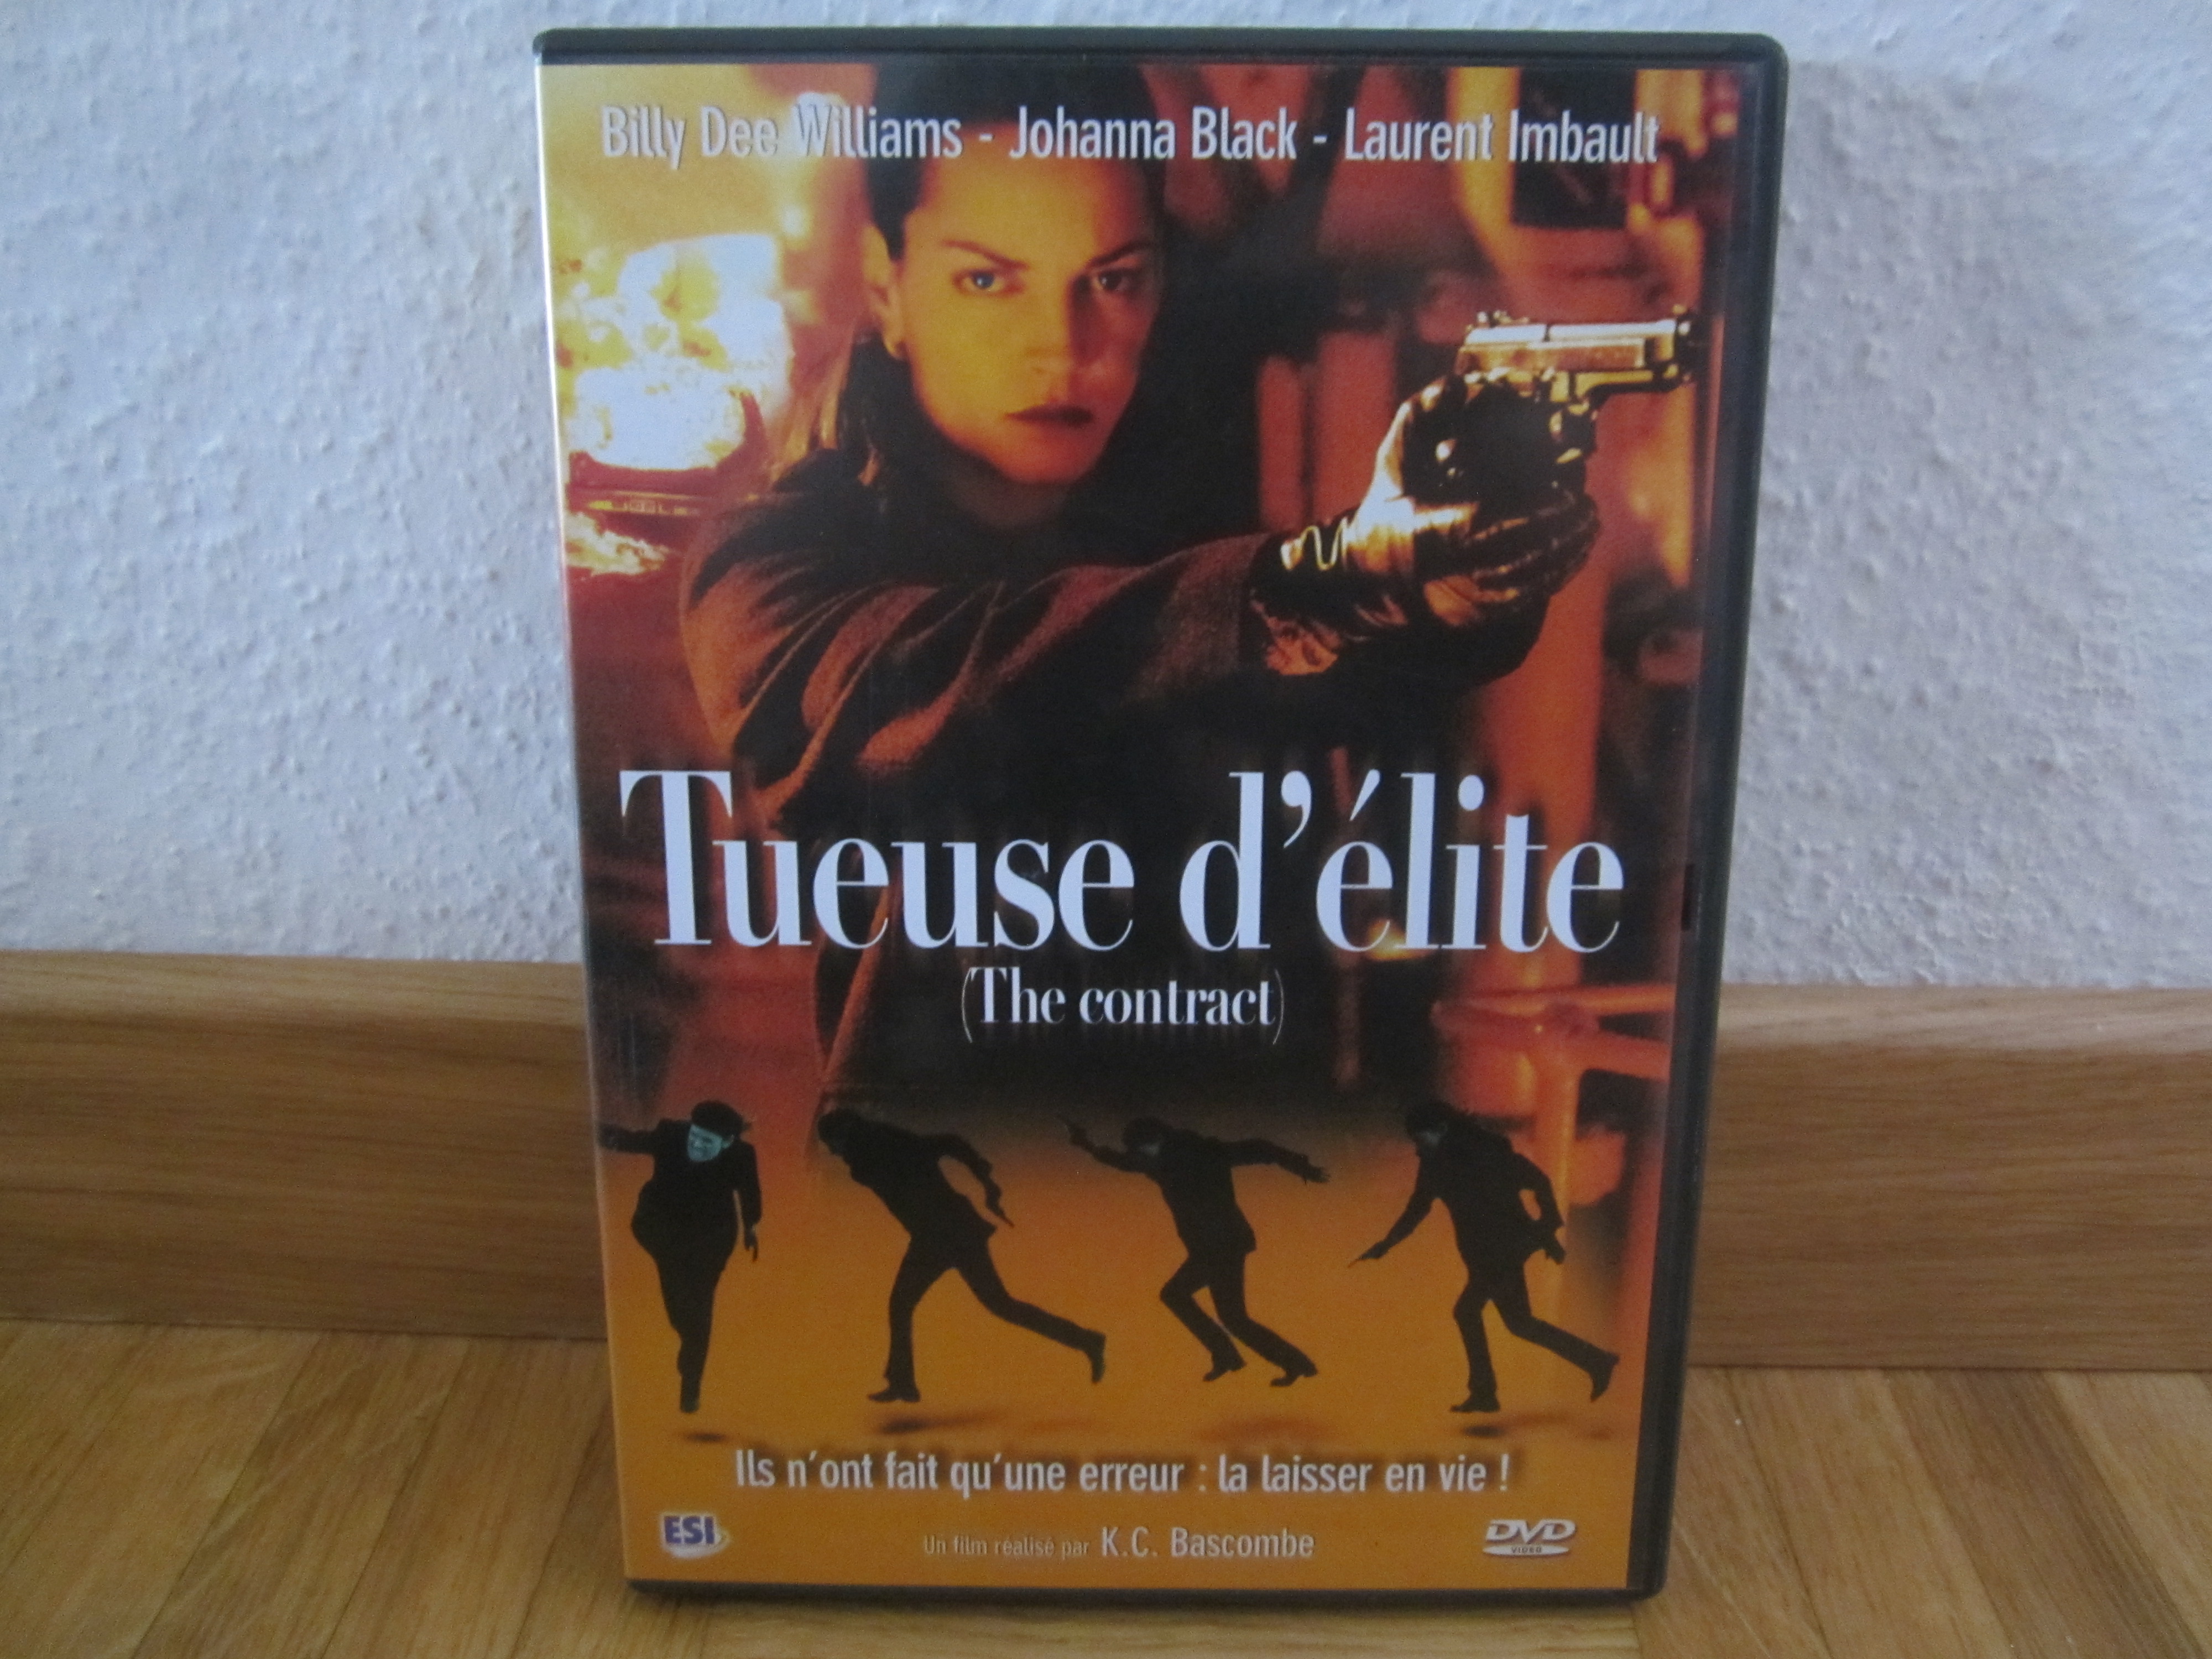 Billy Dee Williams - Johanna Black - Laurent Imbault
Tueuse d'élite
(The contract)
Ils n'ont fait qu'une erreur : la laisser en vie !
Un film réalisé par K.C. Bascombe
ESI
DVD
VIDEO